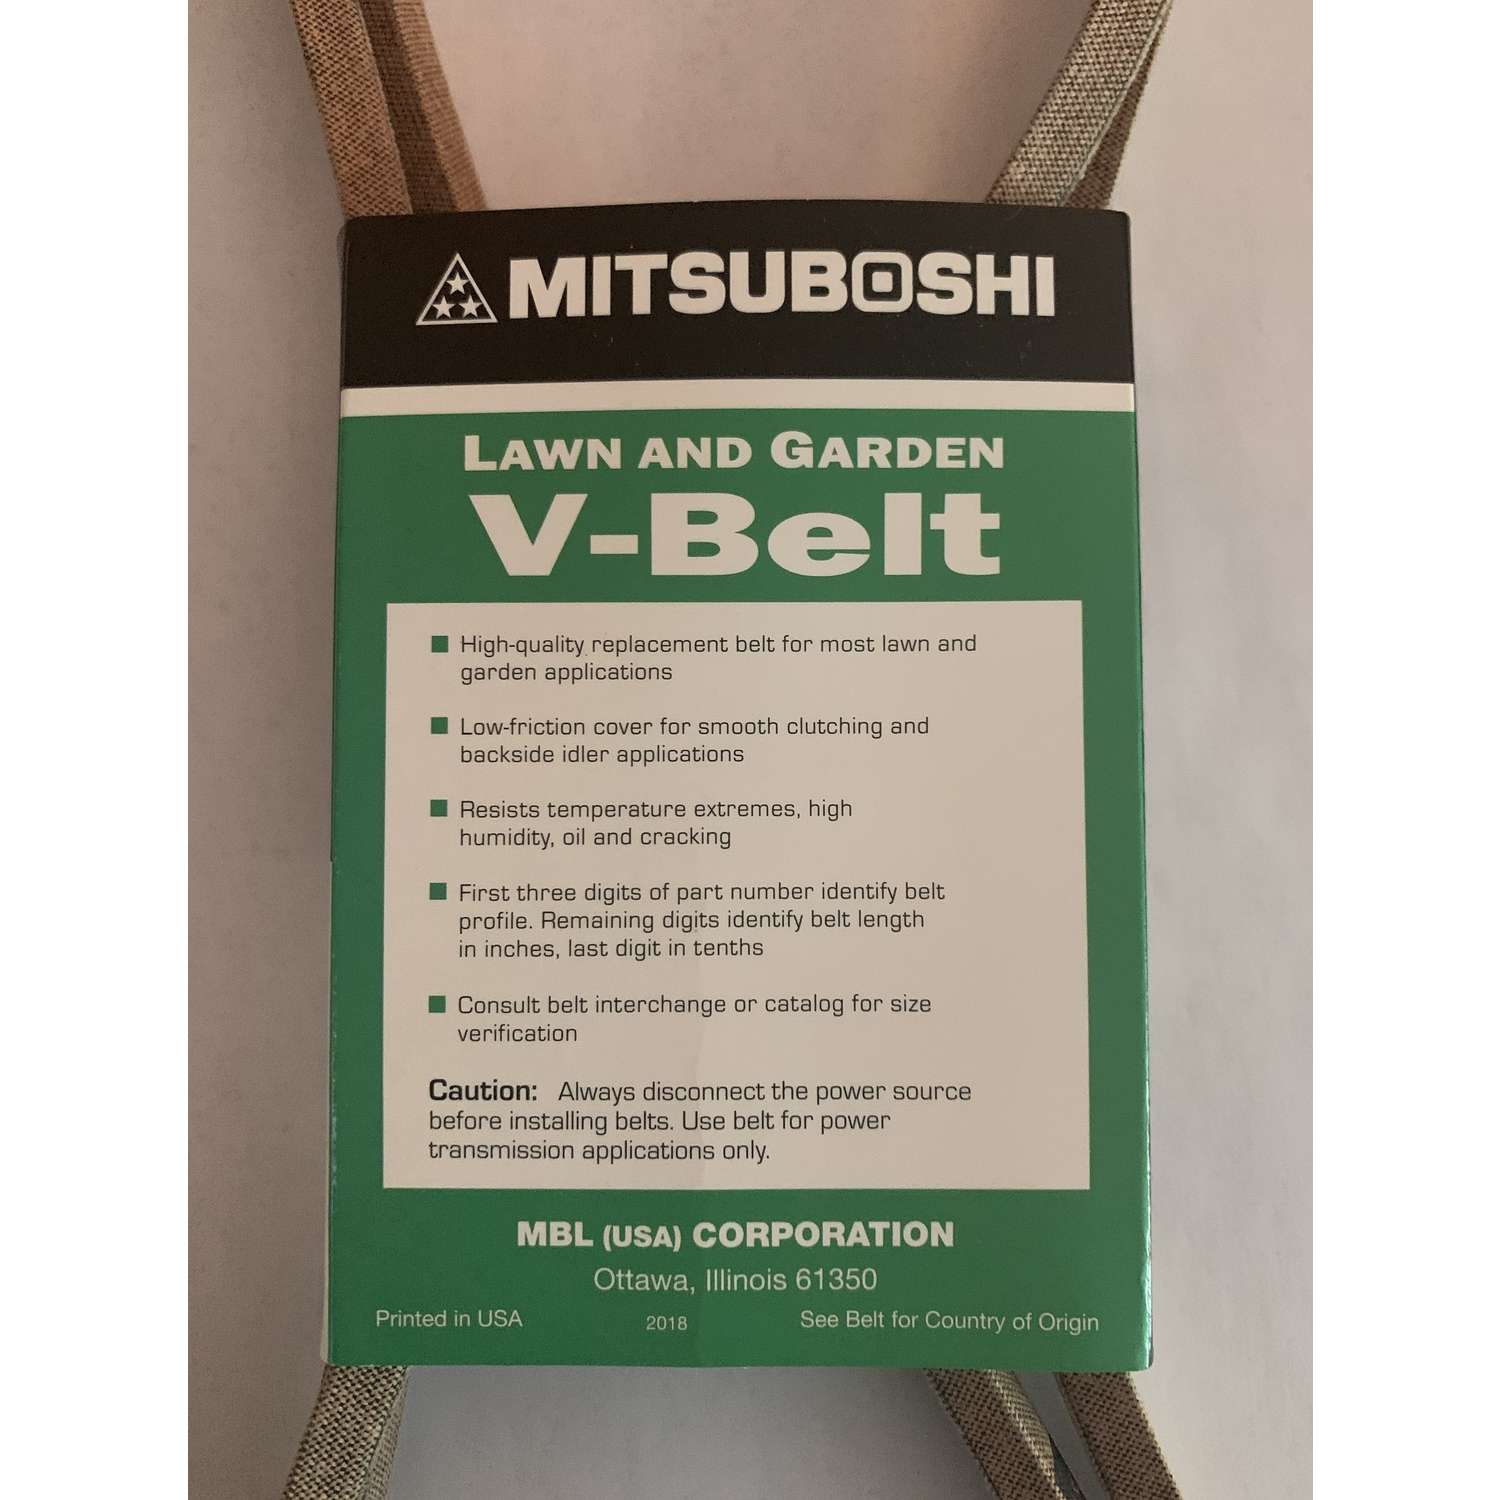 MITSUBOSHI
LAWN AND GARDEN
V-Belt
High-quality replacement belt for most lawn and
garden applications
Low-friction cover for smooth clutching and
backside idler applications
Resists temperature extremes, high
humidity, oil and cracking
First three digits of part number identify belt
profile. Remaining digits identify belt length
in inches, last digit in tenths
Consult belt interchange or catalog for size
verification
Caution: Always disconnect the power source
before installing belts. Use belt for power
transmission applications only.
MBL (USA) CORPORATION
Ottawa, Illinois 61350
Printed in USA 2018 See Belt for Country of Origin